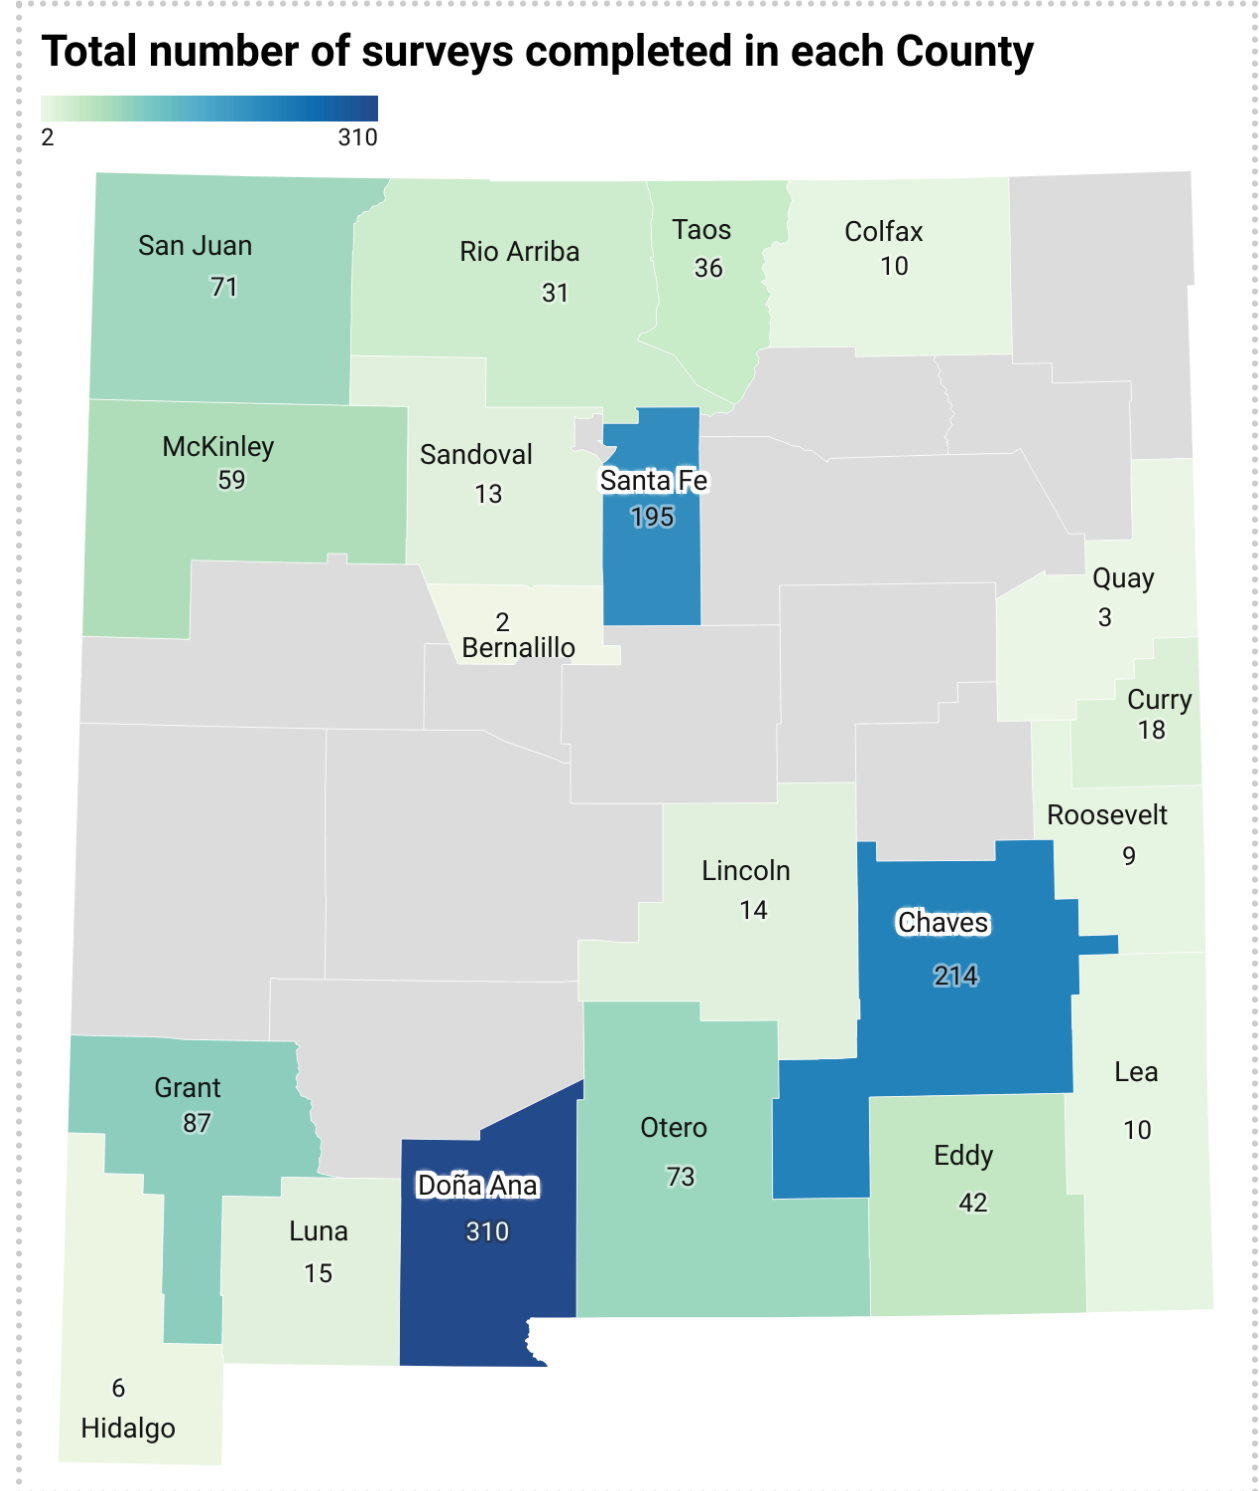 Total number of surveys completed in each County
2 310
San Juan
71
Rio Arriba
31
Taos
36
Colfax
10
McKinley
59
Sandoval
13
Santa Fe
195
2
Bernalillo
Quay
3
Curry
18
Roosevelt
9
Lincoln
14
Chaves
214
Grant
87
Doña Ana
310
Otero
73
Eddy
42
Lea
10
Luna
15
6
Hidalgo